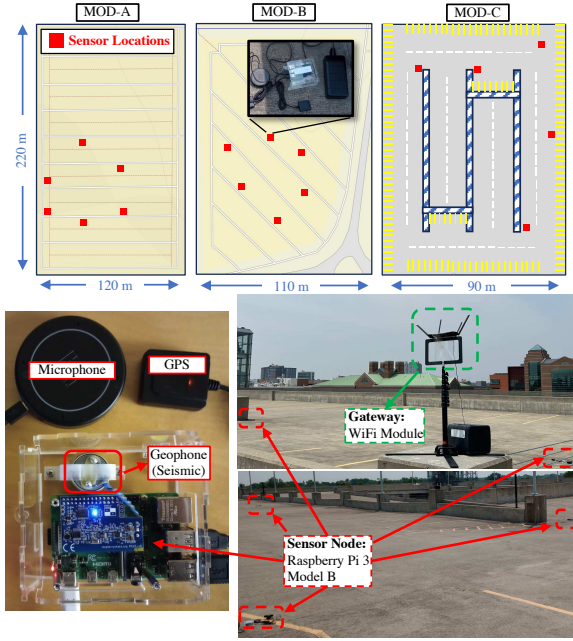 MOD-A
MOD-B
MOD-C
Sensor Locations
220 m
120 m
110 m
90 m
Microphone
GPS
Geophone
(Seismic)
Gateway:
WiFi Module
Sensor Node:
Raspberry Pi 3
Model B
HDMI